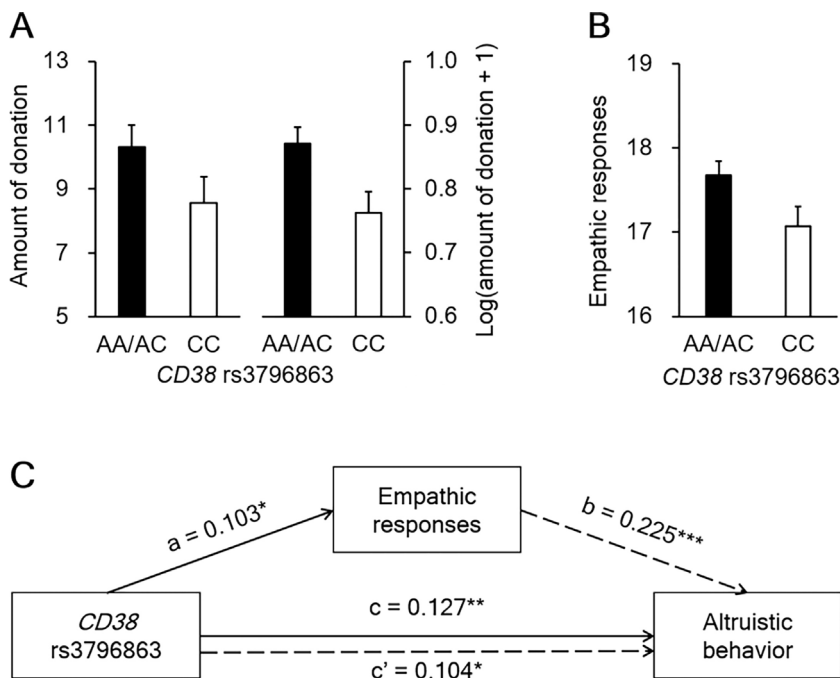 A
Amount of donation
13
11
9
7
5
AA/AC CC AA/AC CC
CD38 rs3796863
1.0
0.9
0.8
0.7
0.6
Log(amount of donation + 1)
B
Empathic responses
19
18
17
16
AA/AC CC
CD38 rs3796863
C
Empathic
responses
a = 0.103*
b = 0.225***
CD38
rs3796863
c = 0.127**
c' = 0.104*
Altruistic
behavior